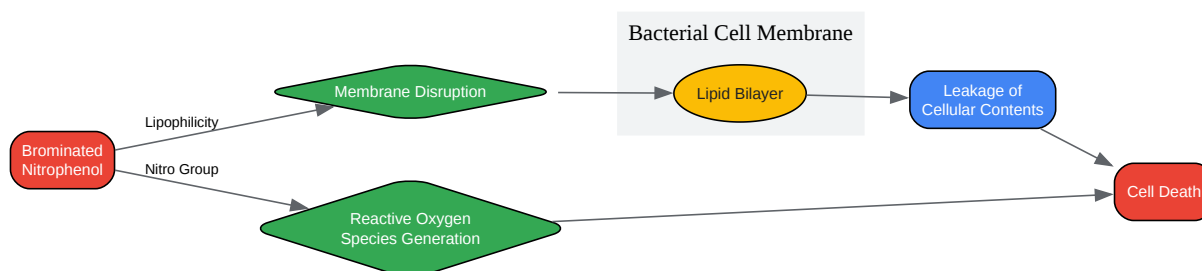 Bacterial Cell Membrane
Membrane Disruption
Lipid Bilayer
Leakage of
Cellular Contents
Lipophilicity
Brominated
Nitrophenol
Nitro Group
Cell Death
Reactive Oxygen
Species Generation